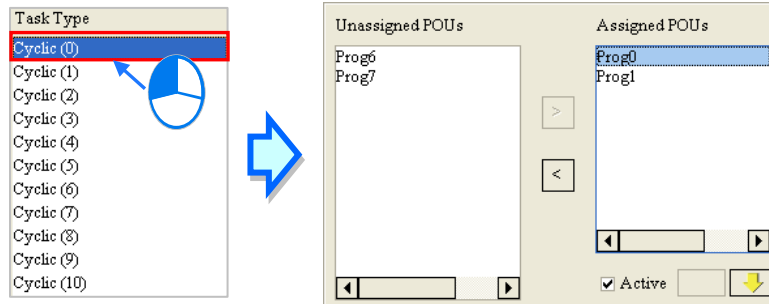 Task Type
Cyclic (0)
Cyclic (1)
Cyclic (2)
Cyclic (3)
Cyclic (4)
Cyclic (5)
Cyclic (6)
Cyclic (7)
Cyclic (8)
Cyclic (9)
Cyclic (10)
Unassigned POUs
Prog6
Prog7
>
<
Assigned POUs
Prog0
Prog1
Active